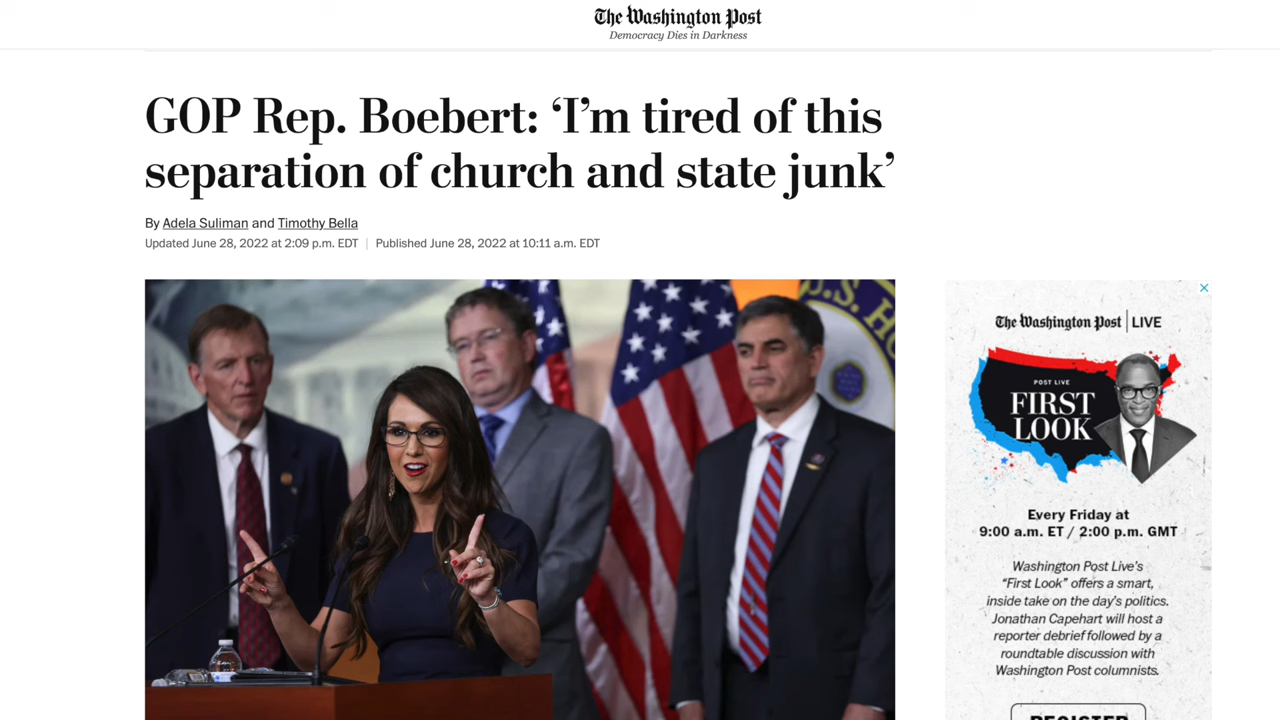 The Washington Post
Democracy Dies in Darkness
GOP Rep. Boebert: ‘I’m tired of this
separation of church and state junk’
By Adela Suliman and Timothy Bella
Updated June 28, 2022 at 2:09 p.m. EDT | Published June 28, 2022 at 10:11 a.m. EDT
U.S. HO
The Washington Post | LIVE
POST LIVE
FIRST
LOOK
Every Friday at
9:00 a.m. ET / 2:00 p.m. GMT
Washington Post Live’s
“First Look” offers a smart,
inside take on the day’s politics.
Jonathan Capehart will host a
reporter debrief followed by a
roundtable discussion with
Washington Post columnists.
REGISTER